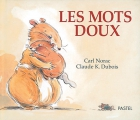 LES MOTS
DOUX
Carl Norac
Claude K. Dubois
PASTEL